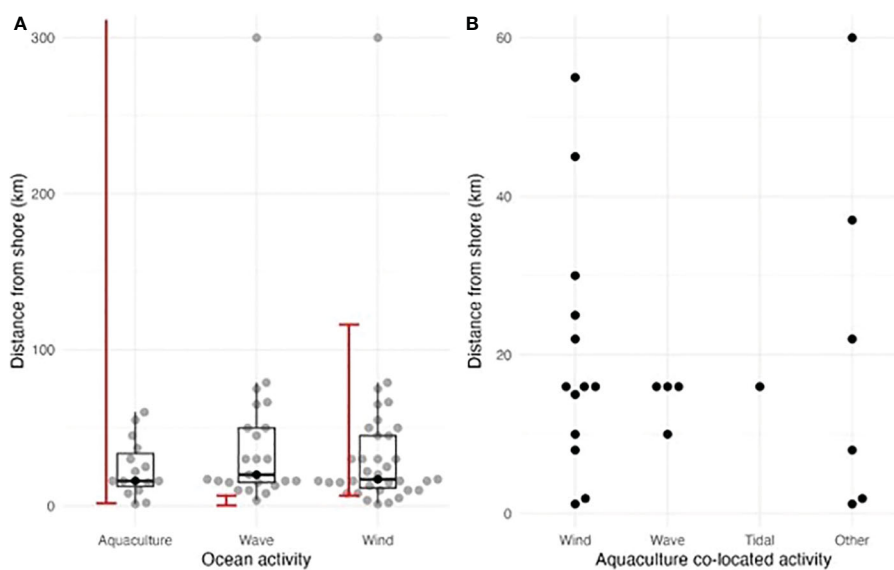 A
Distance from shore (km)
300
200
100
0
Aquaculture Wave Wind
Ocean activity
B
Distance from shore (km)
60
40
20
0
Wind Wave Tidal Other
Aquaculture co-located activity